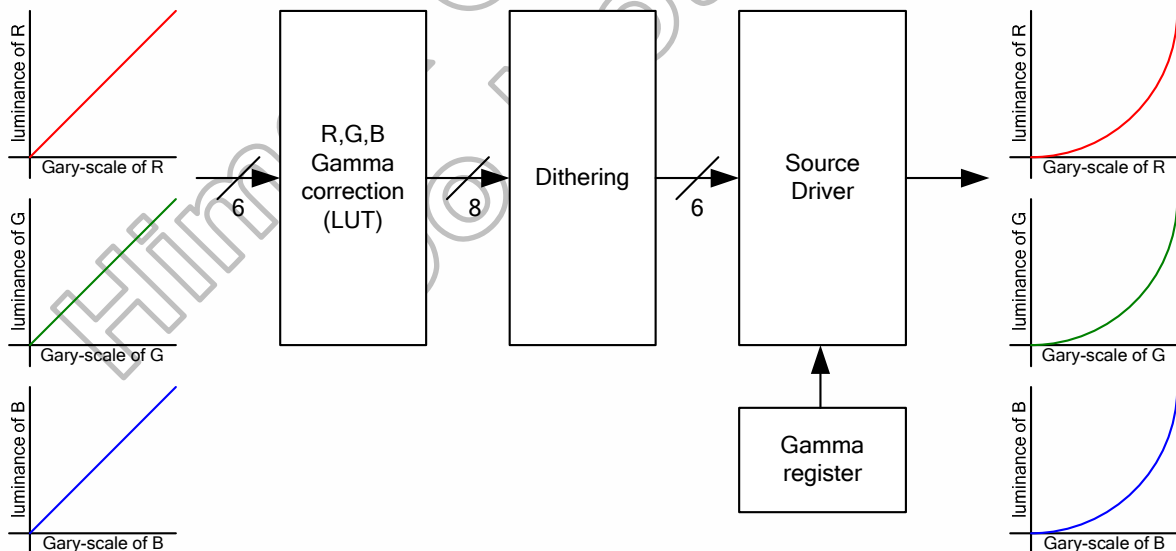 luminance of R
Gary-scale of R
luminance of G
Gary-scale of G
luminance of B
Gary-scale of B
6
R,G,B
Gamma
correction
(LUT)
8
Dithering
6
Source
Driver
Gamma
register
luminance of R
Gary-scale of R
luminance of G
Gary-scale of G
luminance of B
Gary-scale of B